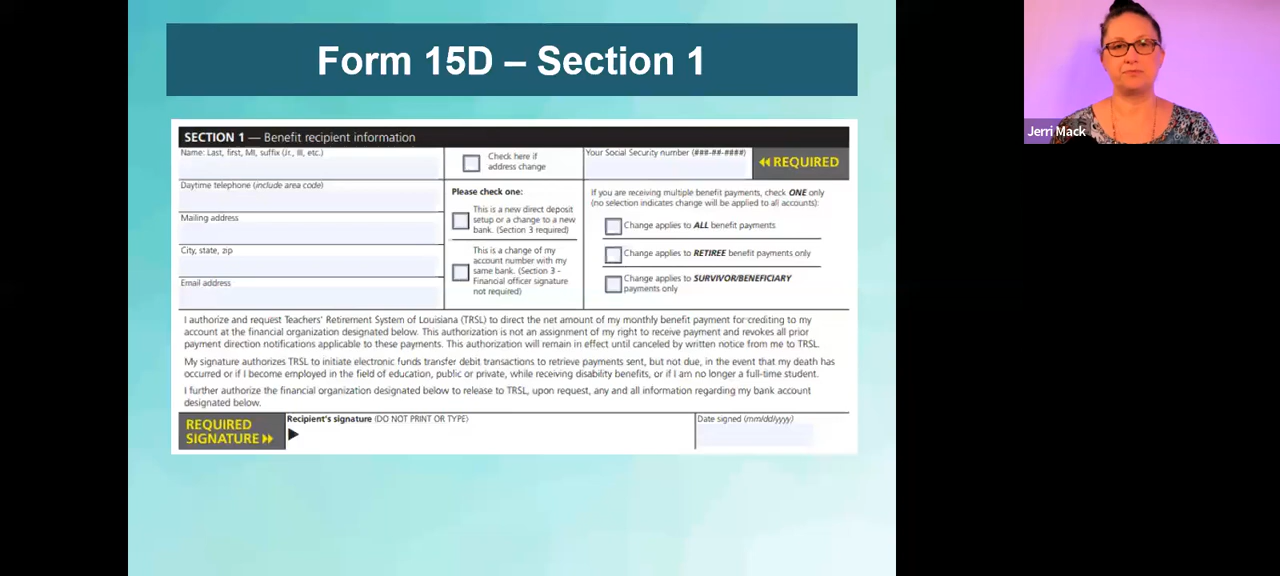 Form 15D – Section 1
Jerri Mack
SECTION 1 — Benefit recipient information
Name: Last, first, MI, suffix (Jr., III, etc.)
Check here if
address change
Your Social Security number (###-##-####)
REQUIRED
Daytime telephone (include area code)
Mailing address
City, state, zip
Email address
Please check one:
This is a new direct deposit
setup or a change to a new
bank. (Section 3 required)
This is a change of my
account number with my
same bank. (Section 3 -
Financial officer signature
not required)
If you are receiving multiple benefit payments, check ONE only
(no selection indicates change will be applied to all accounts):
Change applies to ALL benefit payments
Change applies to RETIREE benefit payments only
Change applies to SURVIVOR/BENEFICIARY
payments only
I authorize and request Teachers' Retirement System of Louisiana (TRSL) to direct the net amount of my monthly benefit payment for crediting to my
account at the financial organization designated below. This authorization is not an assignment of my right to receive payment and revokes all prior
payment direction notifications applicable to these payments. This authorization will remain in effect until canceled by written notice from me to TRSL.
My signature authorizes TRSL to initiate electronic funds transfer debit transactions to retrieve payments sent, but not due, in the event that my death has
occurred or if I become employed in the field of education, public or private, while receiving disability benefits, or if I am no longer a full-time student.
I further authorize the financial organization designated below to release to TRSL, upon request, any and all information regarding my bank account
designated below.
REQUIRED
SIGNATURE
Recipient's signature (DO NOT PRINT OR TYPE)
Date signed (mm/dd/yyyy)